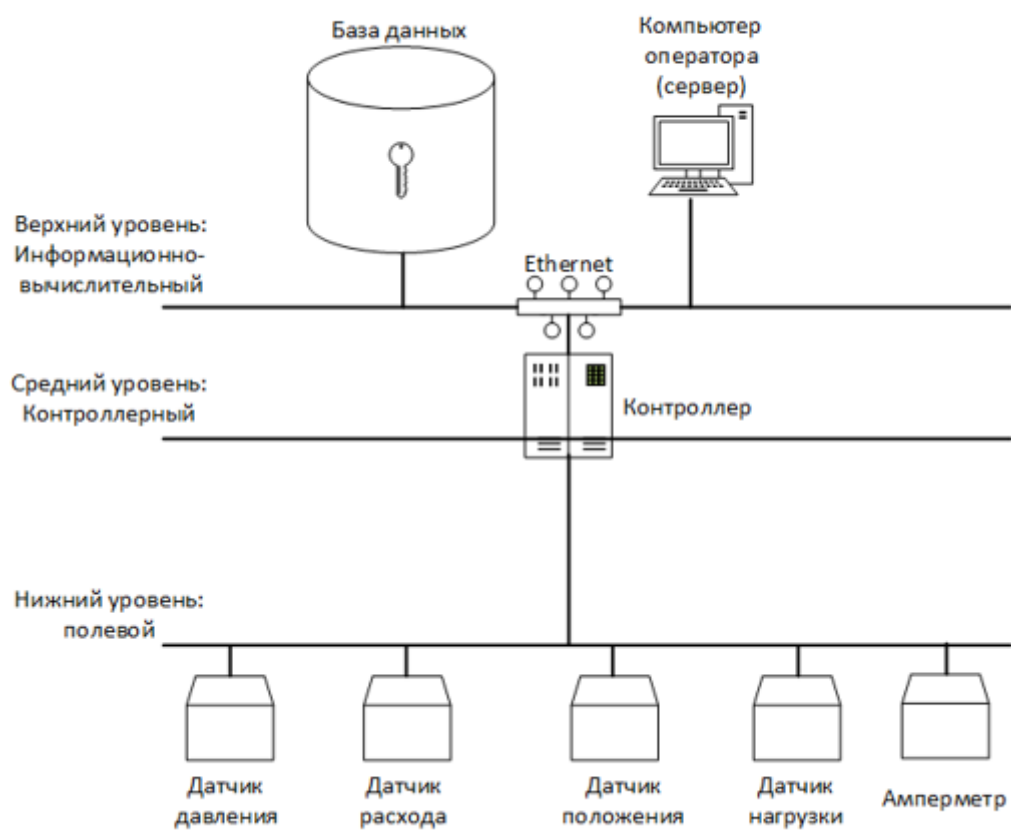 База данных
Компьютер
оператора
(сервер)
Верхний уровень:
Информационно-
вычислительный
Ethernet
Средний уровень:
Контроллерный
Контроллер
Нижний уровень:
полевой
Датчик
давления
Датчик
расхода
Датчик
положения
Датчик
нагрузки
Амперметр